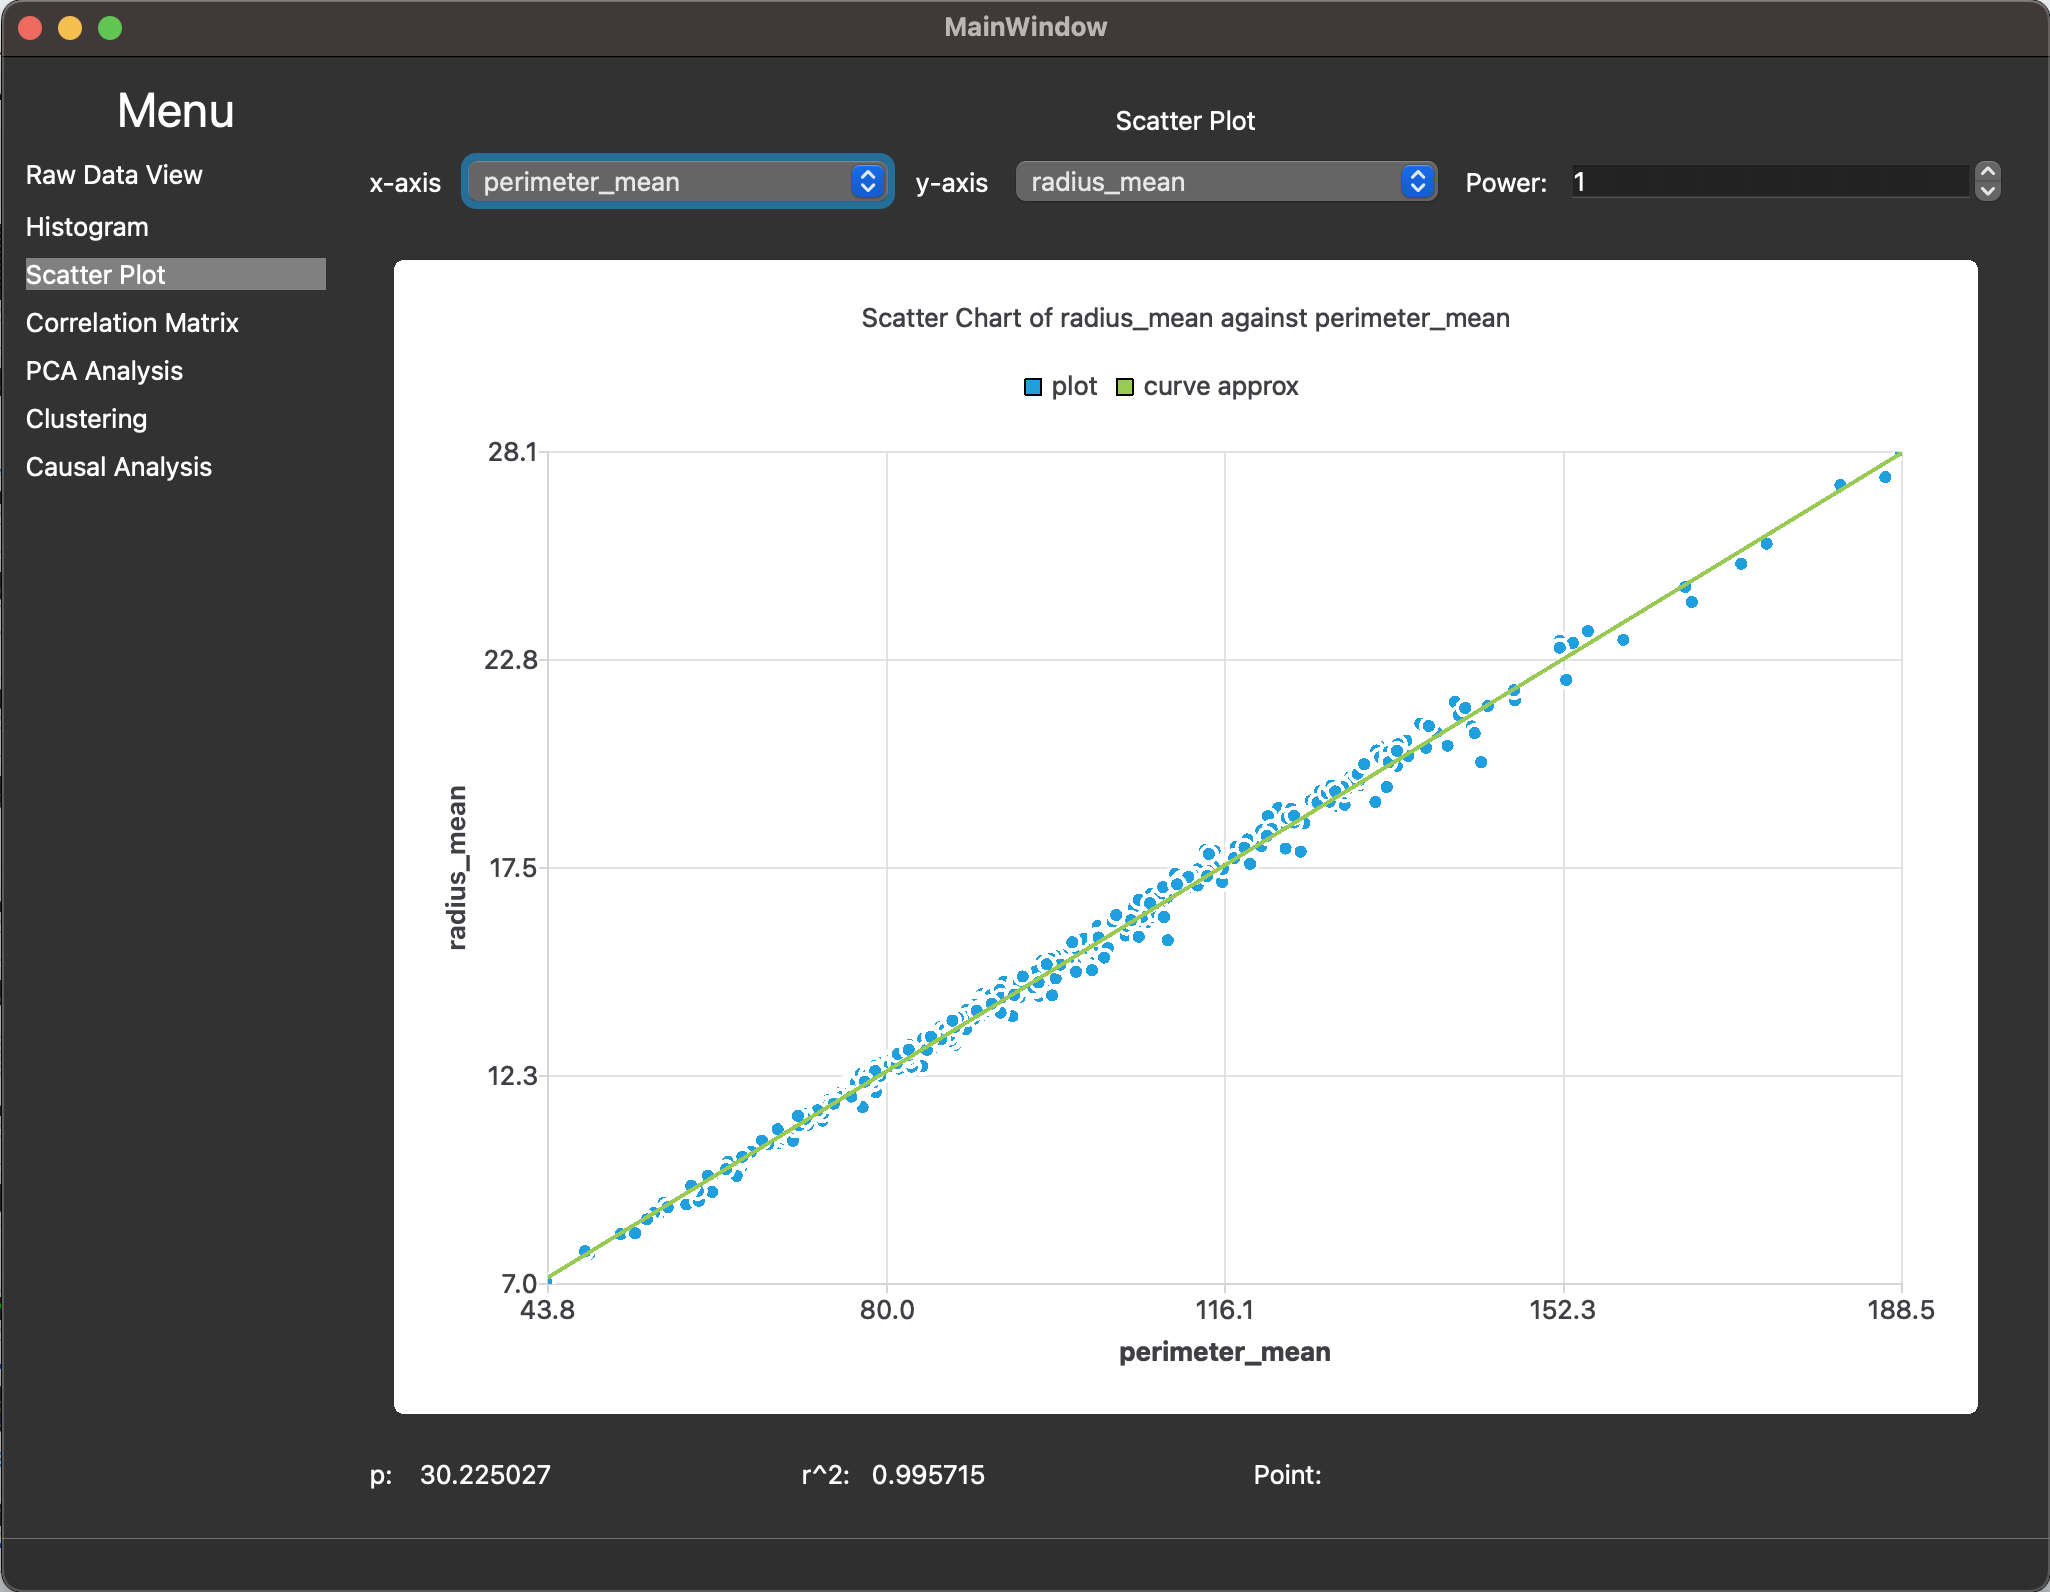 MainWindow
Menu
Raw Data View
Histogram
Scatter Plot
Correlation Matrix
PCA Analysis
Clustering
Causal Analysis
Scatter Plot
x-axis perimeter_mean y-axis radius_mean Power: 1
Scatter Chart of radius_mean against perimeter_mean
plot curve approx
28.1
22.8
17.5
12.3
7.0
radius_mean
43.8 80.0 116.1 152.3 188.5
perimeter_mean
p: 30.225027 r^2: 0.995715 Point: